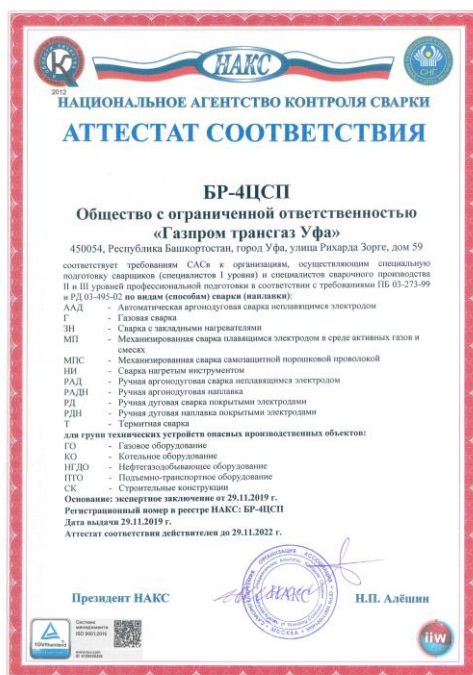 НАКС
2012
СНГ
НАЦИОНАЛЬНОЕ АГЕНТСТВО КОНТРОЛЯ СВАРКИ
АТТЕСТАТ СООТВЕТСТВИЯ
БР-4ЦСП
Общество с ограниченной ответственностью
«Газпром трансгаз Уфа»
450054, Республика Башкортостан, город Уфа, улица Рихарда Зорге, дом 59
соответствует требованиям САСв к организациям, осуществляющим специальную
подготовку сварщиков (специалистов I уровня) и специалистов сварочного производства
II и III уровней профессиональной подготовки в соответствии с требованиями ПБ 03-273-99
и РД 03-495-02 по видам (способам) сварки (наплавки):
ААД - Автоматическая аргонодуговая сварка неплавящимся электродом
Г - Газовая сварка
ЗН - Сварка с закладными нагревателями
МП - Механизированная сварка плавящимся электродом в среде активных газов и
смесях
МПС - Механизированная сварка самозащитной порошковой проволокой
НИ - Сварка нагретым инструментом
РАД - Ручная аргонодуговая сварка неплавящимся электродом
РАДН - Ручная аргонодуговая наплавка
РД - Ручная дуговая сварка покрытыми электродами
РДН - Ручная дуговая наплавка покрытыми электродами
Т - Термитная сварка
для групп технических устройств опасных производственных объектов:
ГО - Газовое оборудование
КО - Котельное оборудование
НГДО - Нефтегазодобывающее оборудование
ПТО - Подъемно-транспортное оборудование
СК - Строительные конструкции
Основание: экспертное заключение от 29.11.2019 г.
Регистрационный номер в реестре НАКС: БР-4ЦСП
Дата выдачи 29.11.2019 г.
Аттестат соответствия действителен до 29.11.2022 г.
Президент НАКС
НАКС
МОСКВА
Н.П. Алёшин
Система
менеджмента
ISO 9001:2015
iiw